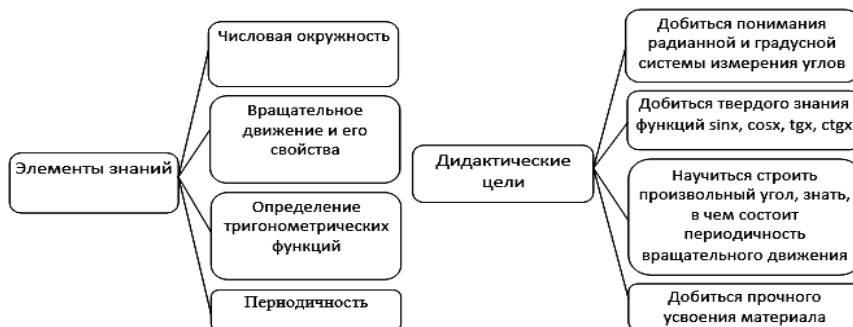 Элементы знаний
Числовая окружность
Вращательное
движение и его
свойства
Определение
тригонометрических
функций
Периодичность
Дидактические
цели
Добиться понимания
радианной и градусной
системы измерения углов
Добиться твердого знания
функций sinx, cosx, tgx, ctgx
Научиться строить
произвольный угол, знать,
в чем состоит
периодичность
вращательного движения
Добиться прочного
усвоения материала